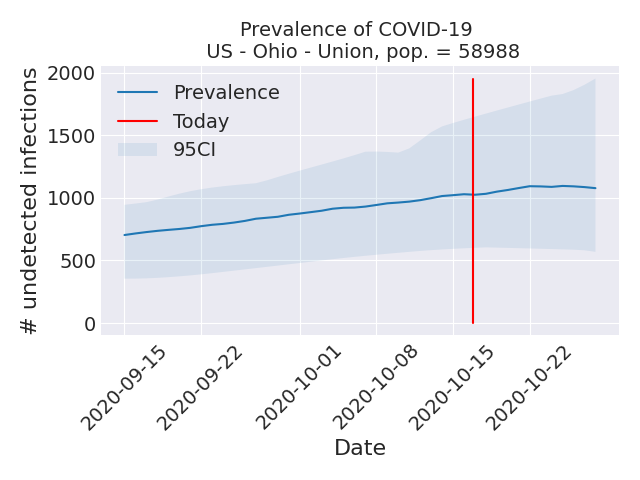 Prevalence of COVID-19
US - Ohio - Union, pop. = 58988
# undetected infections
2000
1500
1000
500
0
Prevalence
Today
95CI
2020-09-15
2020-09-22
2020-10-01
2020-10-08
2020-10-15
2020-10-22
Date